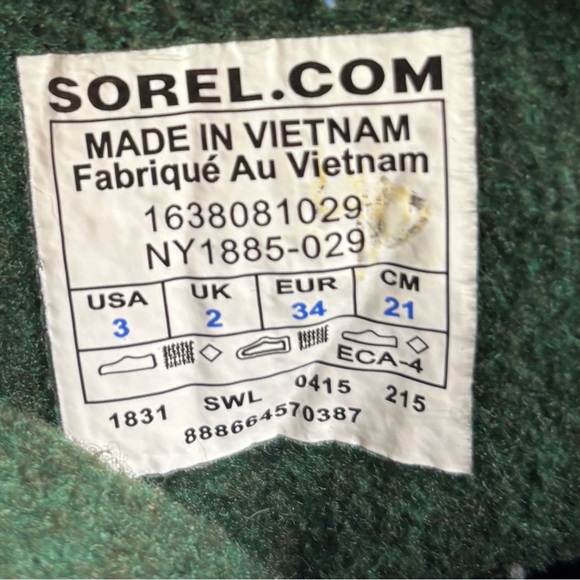 SOREL.COM
MADE IN VIETNAM
Fabriqué Au Vietnam
1638081029
NY1885-029
USA UK EUR CM
3 2 34 21
ECA-4
1831 SWL 0415 215
888664570387